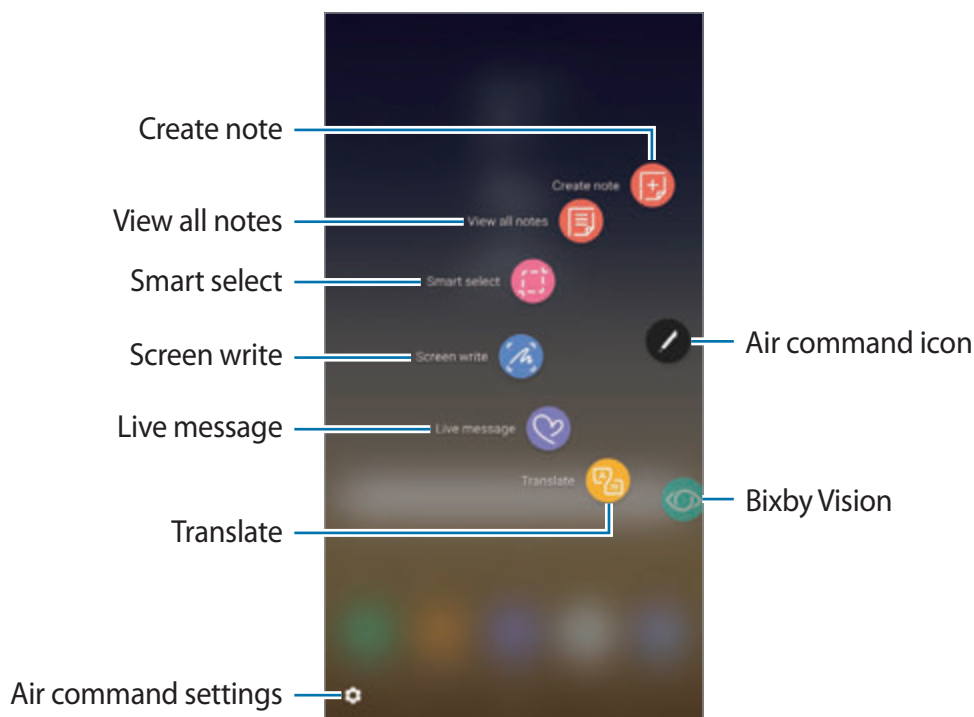 Create note
Create note
View all notes
View all notes
Smart select
Smart select
Air command icon
Screen write
Screen write
Live message
Live message
Translate
Bixby Vision
Translate
Air command settings